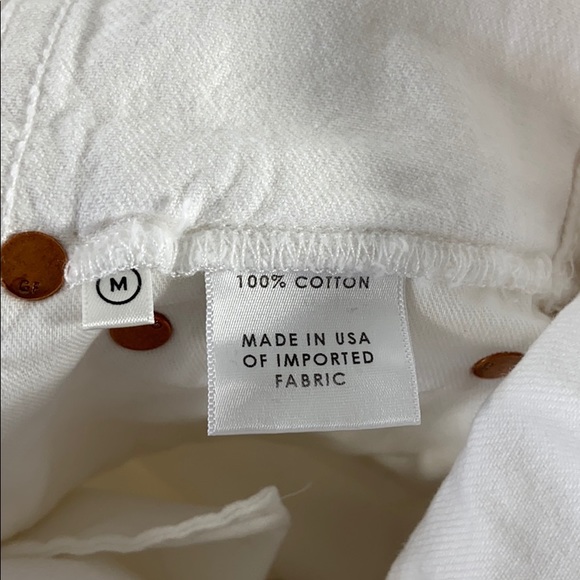 M
100% COTTON
MADE IN USA
OF IMPORTED
FABRIC